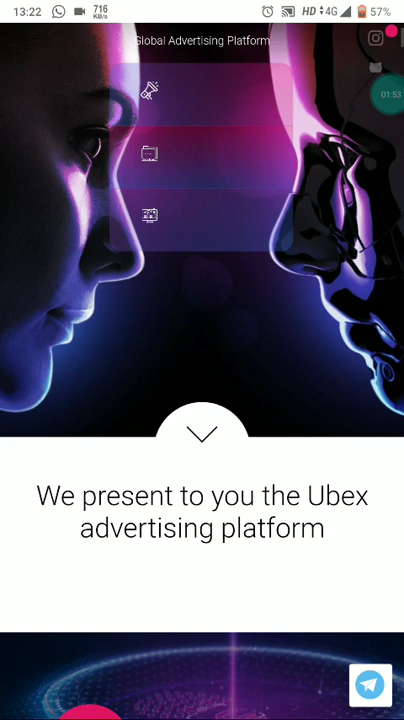 13:22
716
KB/s
HD
4G
57%
Global Advertising Platform
01:53
We present to you the Ubex
advertising platform